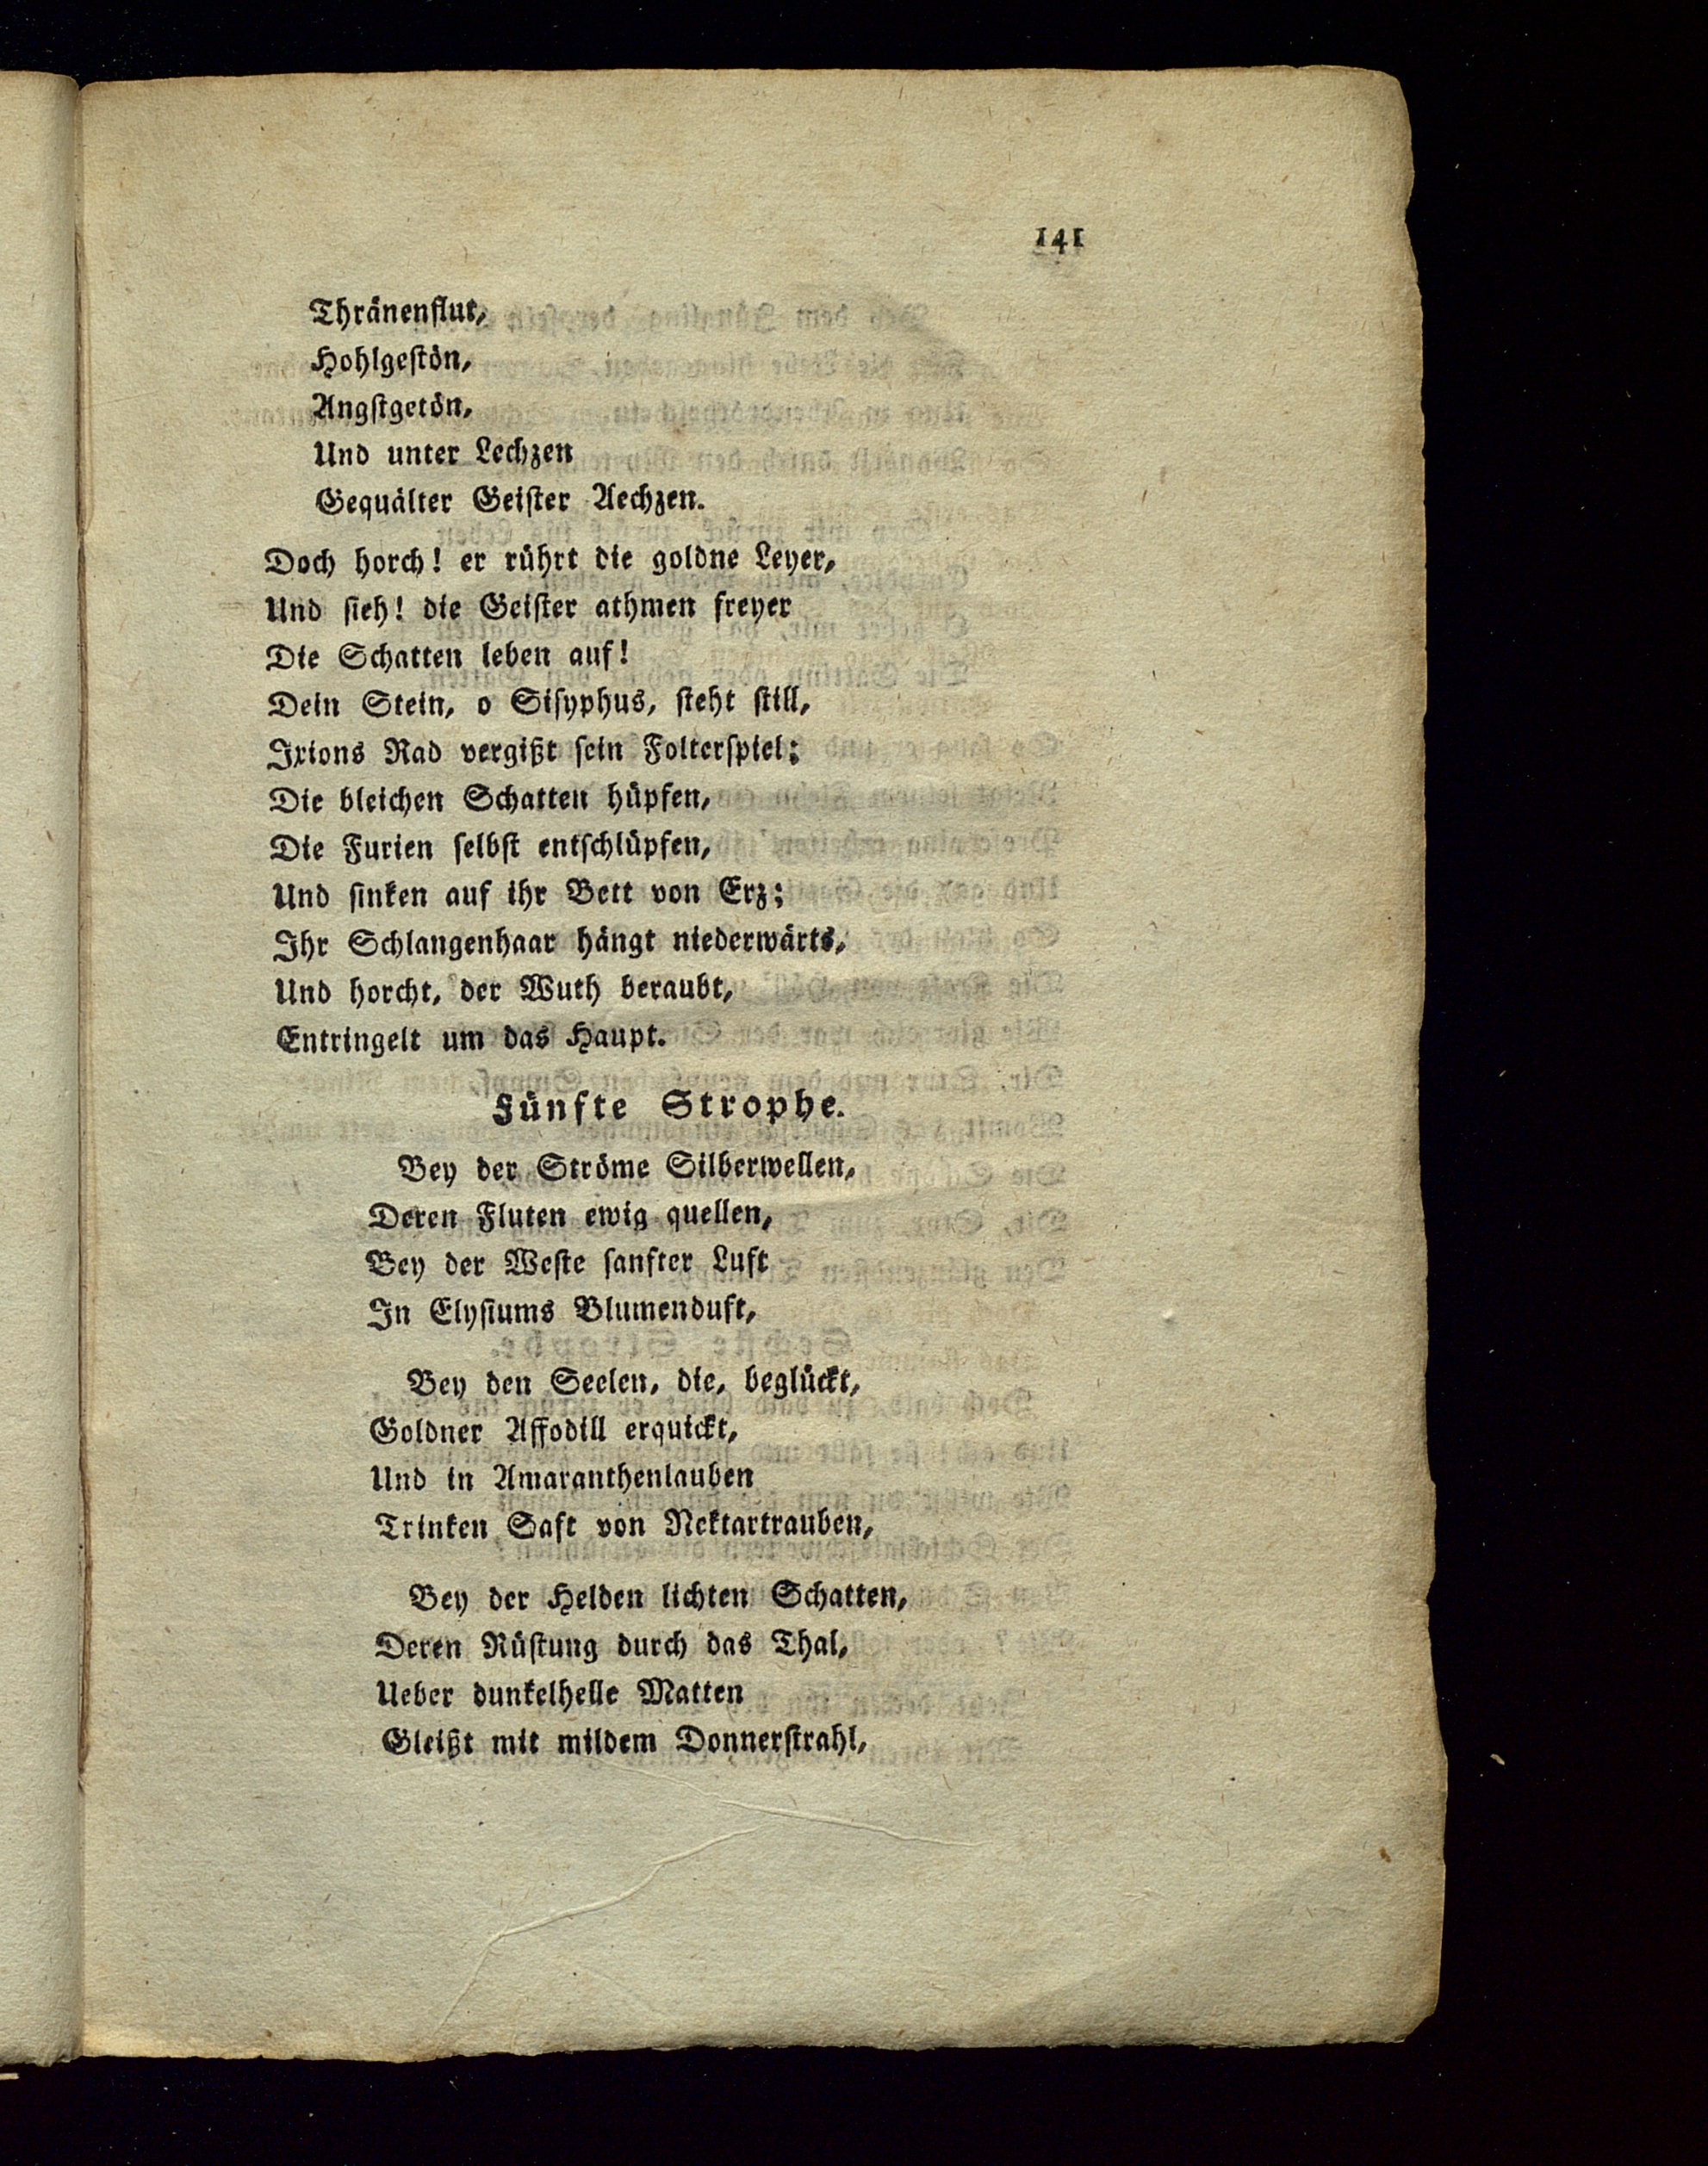 141
Thränenflut,
Hohlgeſtön,
Angſtgetön,
Und unter Lechzen
Gequälter Geiſter Aechzen.
Doch horch! er rührt die goldne Leyer,
Und ſieh! die Geiſter athmen freyer
Die Schatten leben auf!
Dein Stein, o Siſyphus, ſteht ſtill,
Ixions Rad vergißt ſein Folterſpiel;
Die bleichen Schatten hüpfen,
Die Furien ſelbſt entſchlüpfen,
Und ſinken auf ihr Bett von Erz;
Ihr Schlangenhaar hängt niederwärts,
Und horcht, der Wuth beraubt,
Entringelt um das Haupt.
Fünfte Strophe.
Bey der Ströme Silberwellen,
Deren Fluten ewig quellen,
Bey der Weſte ſanfter Luft
In Elyſiums Blumenduft,
Bey den Seelen, die, beglückt,
Goldner Affodill erquickt,
Und in Amaranthenlauben
Trinken Saft von Nektartrauben,
Bey der Helden lichten Schatten,
Deren Rüſtung durch das Thal,
Ueber dunkelhelle Matten
Gleißt mit mildem Donnerſtrahl,